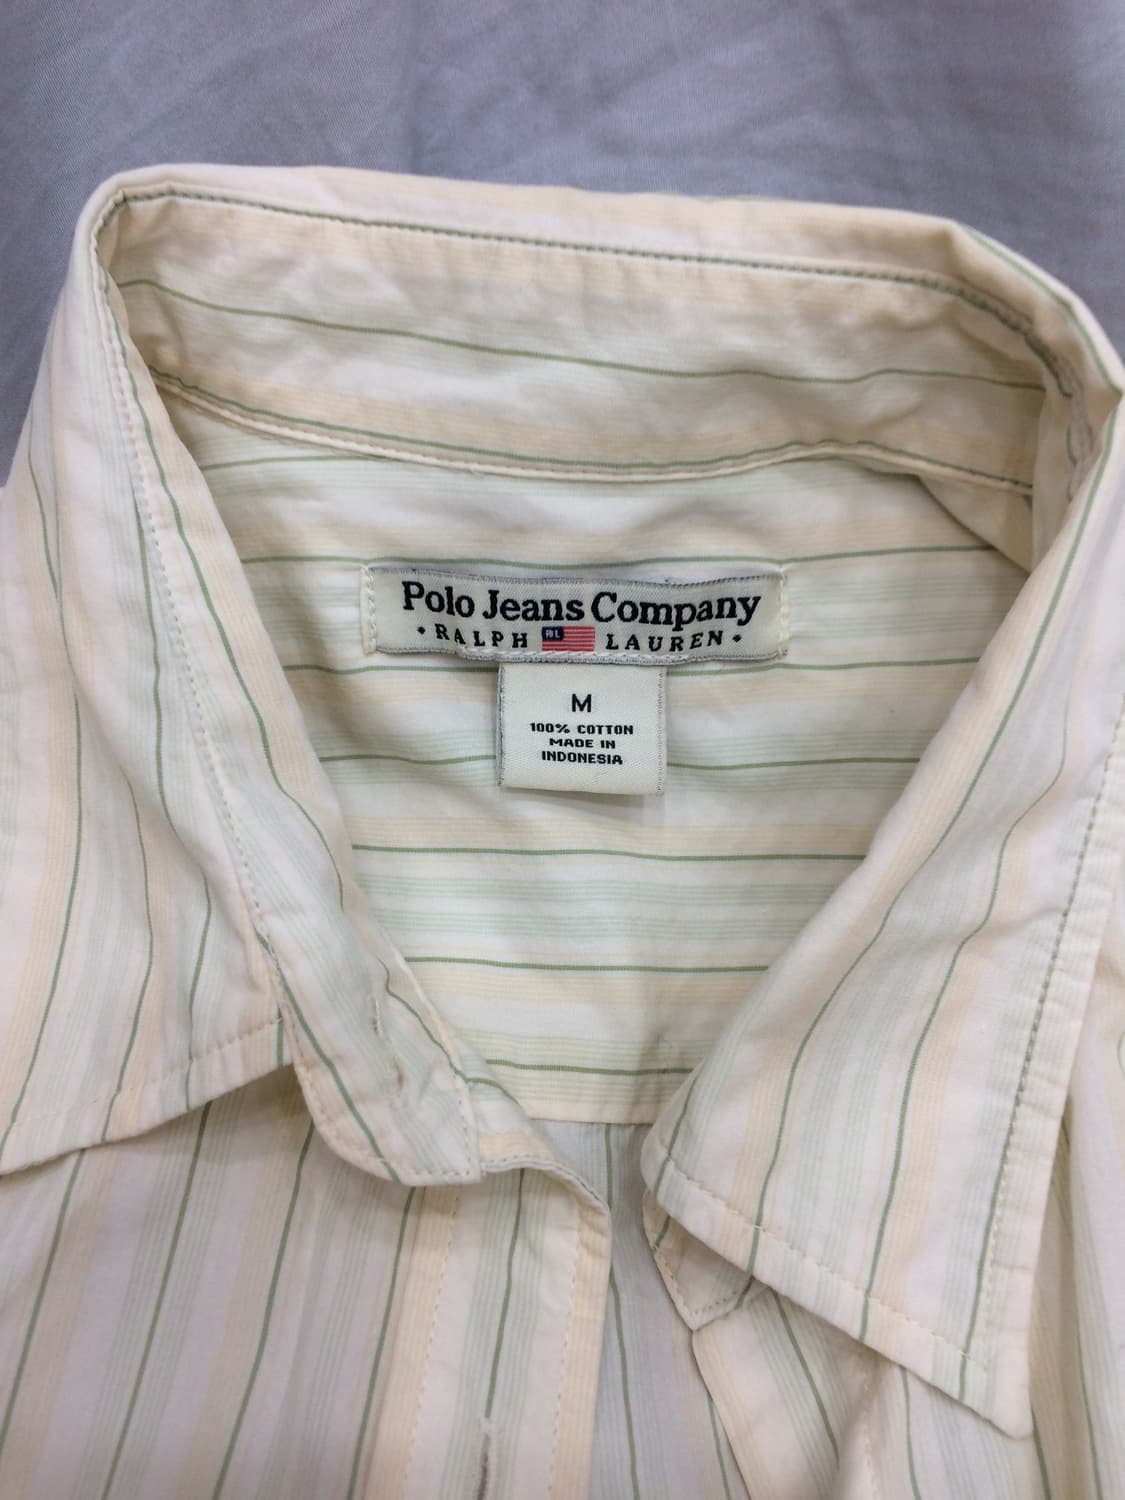 Polo Jeans Company
• RALPH RL LAUREN •
M
100% COTTON
MADE IN
INDONESIA